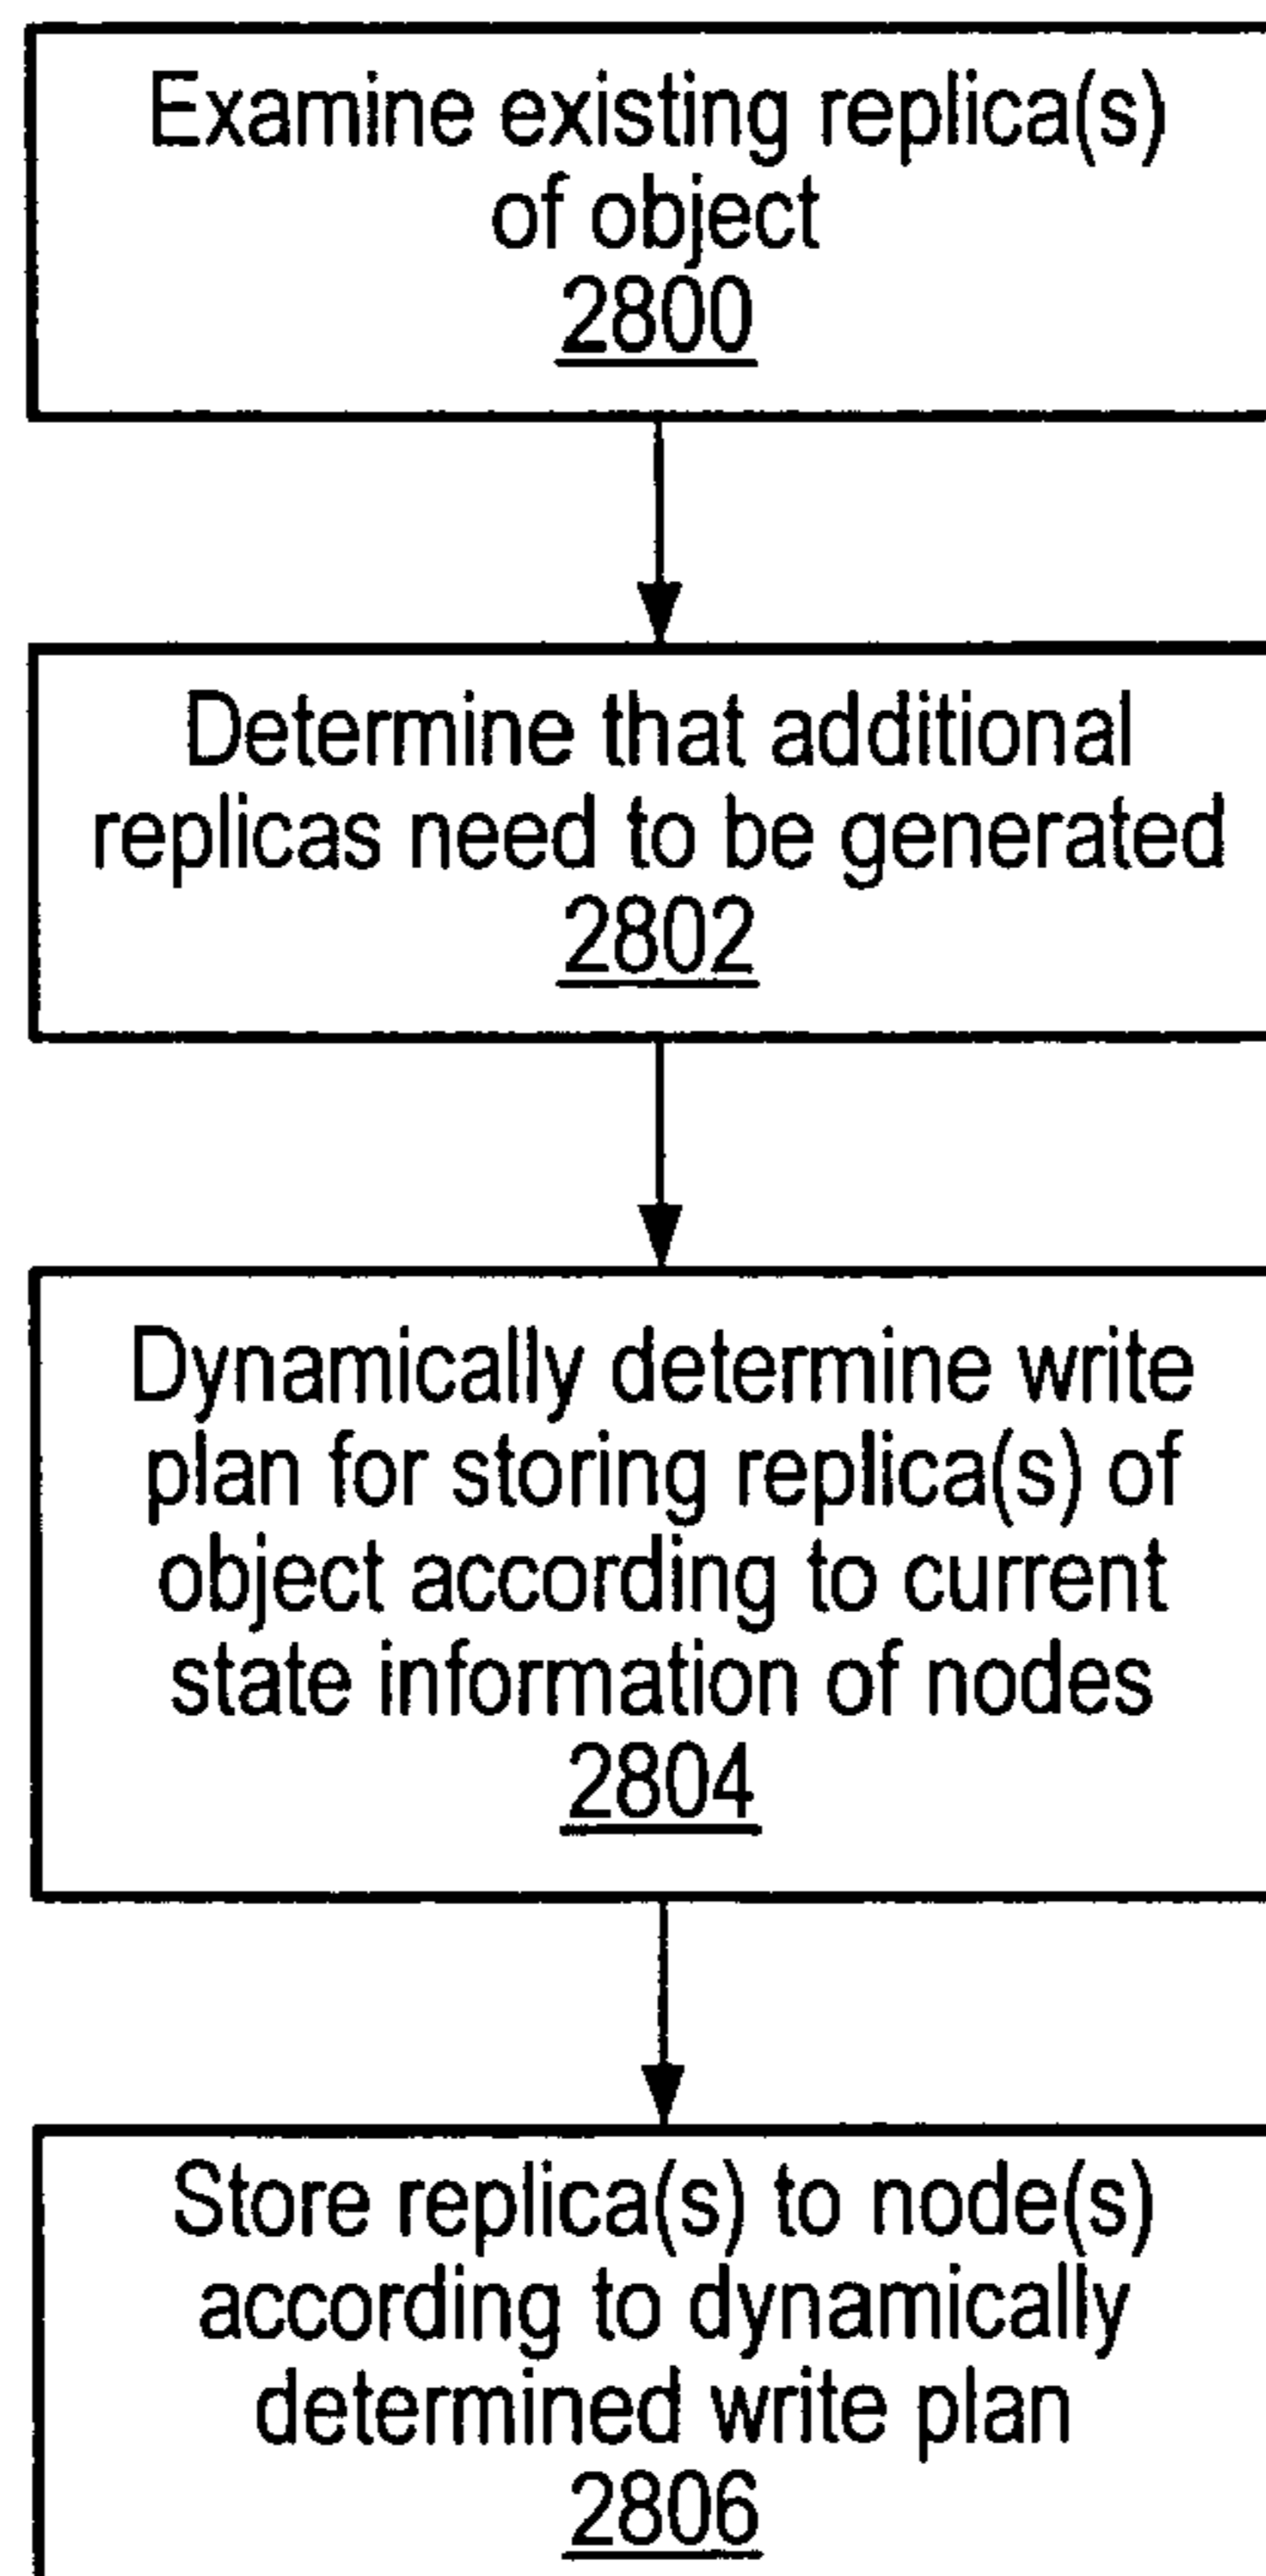 Examine existing replica(s)
of object
2800
Determine that additional
replicas need to be generated
2802
Dynamically determine write
plan for storing replica(s) of
object according to current
state information of nodes
2804
Store replica(s) to node(s)
according to dynamically
determined write plan
2806